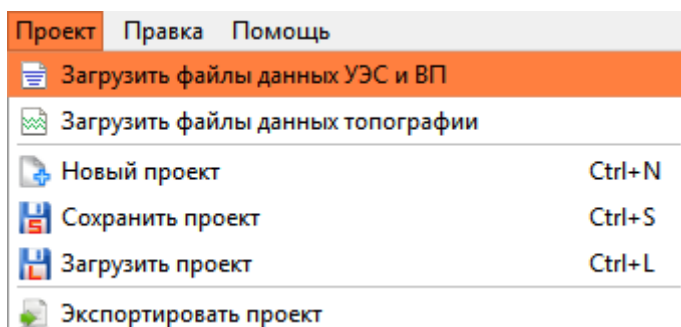 Проект Правка Помощь
Загрузить файлы данных УЭС и ВП
Загрузить файлы данных топографии
Новый проект Ctrl+N
Сохранить проект Ctrl+S
Загрузить проект Ctrl+L
Экспортировать проект